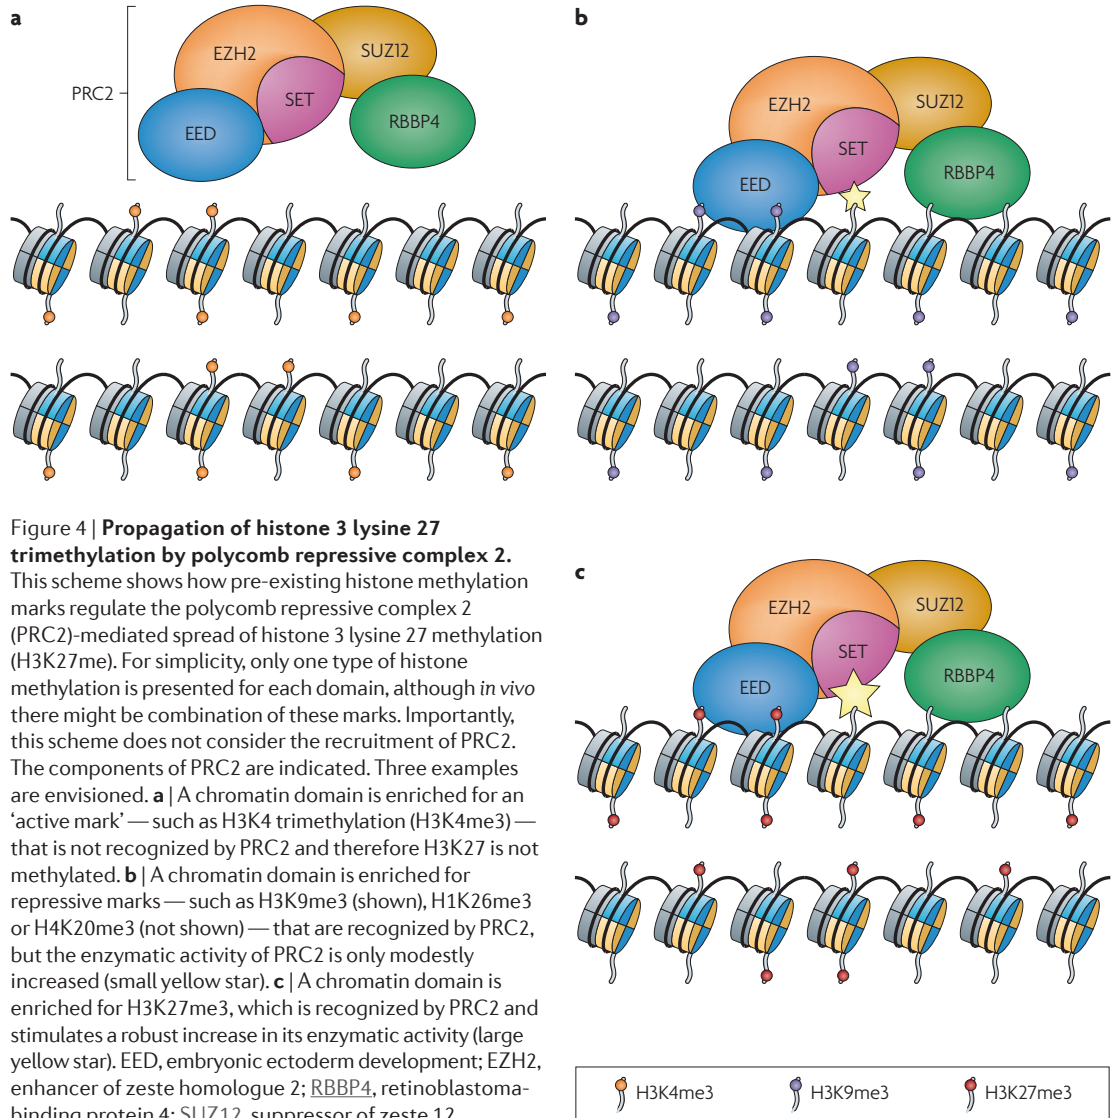 a
EZH2
SUZ12
PRC2
SET
RBBP4
EED
b
EZH2
SUZ12
SET
RBBP4
EED
Figure 4 | Propagation of histone 3 lysine 27
trimethylation by polycomb repressive complex 2.
This scheme shows how pre-existing histone methylation
marks regulate the polycomb repressive complex 2
(PRC2)-mediated spread of histone 3 lysine 27 methylation
(H3K27me). For simplicity, only one type of histone
methylation is presented for each domain, although in vivo
there might be combination of these marks. Importantly,
this scheme does not consider the recruitment of PRC2.
The components of PRC2 are indicated. Three examples
are envisioned. a | A chromatin domain is enriched for an
‘active mark’ — such as H3K4 trimethylation (H3K4me3) —
that is not recognized by PRC2 and therefore H3K27 is not
methylated. b | A chromatin domain is enriched for
repressive marks — such as H3K9me3 (shown), H1K26me3
or H4K20me3 (not shown) — that are recognized by PRC2,
but the enzymatic activity of PRC2 is only modestly
increased (small yellow star). c | A chromatin domain is
enriched for H3K27me3, which is recognized by PRC2 and
stimulates a robust increase in its enzymatic activity (large
yellow star). EED, embryonic ectoderm development; EZH2,
enhancer of zeste homologue 2; RBBP4, retinoblastoma-
binding protein 4; SUZ12, suppressor of zeste 12
c
EZH2
SUZ12
SET
RBBP4
EED
H3K4me3
H3K9me3
H3K27me3